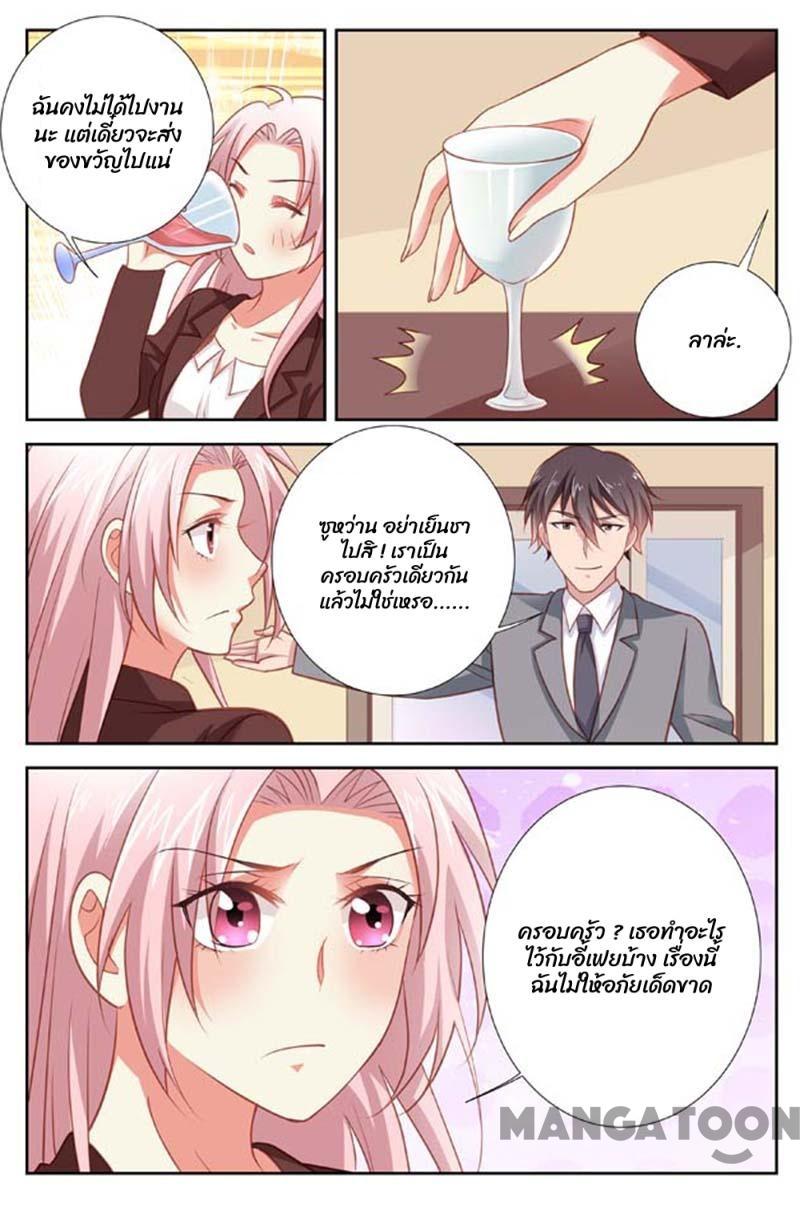 ฉันคงไม่ได้ไปงาน
นะ แต่เดี๋ยวจะส่ง
ของขวัญไปแน่
ลาล่ะ.
ซูหว่าน อย่าเย็นชา
ไปสิ ! เราเป็น
ครอบครัวเดียวกัน
แล้วไม่ใช่เหรอ......
ครอบครัว ? เธอทำอะไร
ไว้กับอี้เฟยบ้าง เรื่องนี้
ฉันไม่ให้อภัยเด็ดขาด
MANGATOON